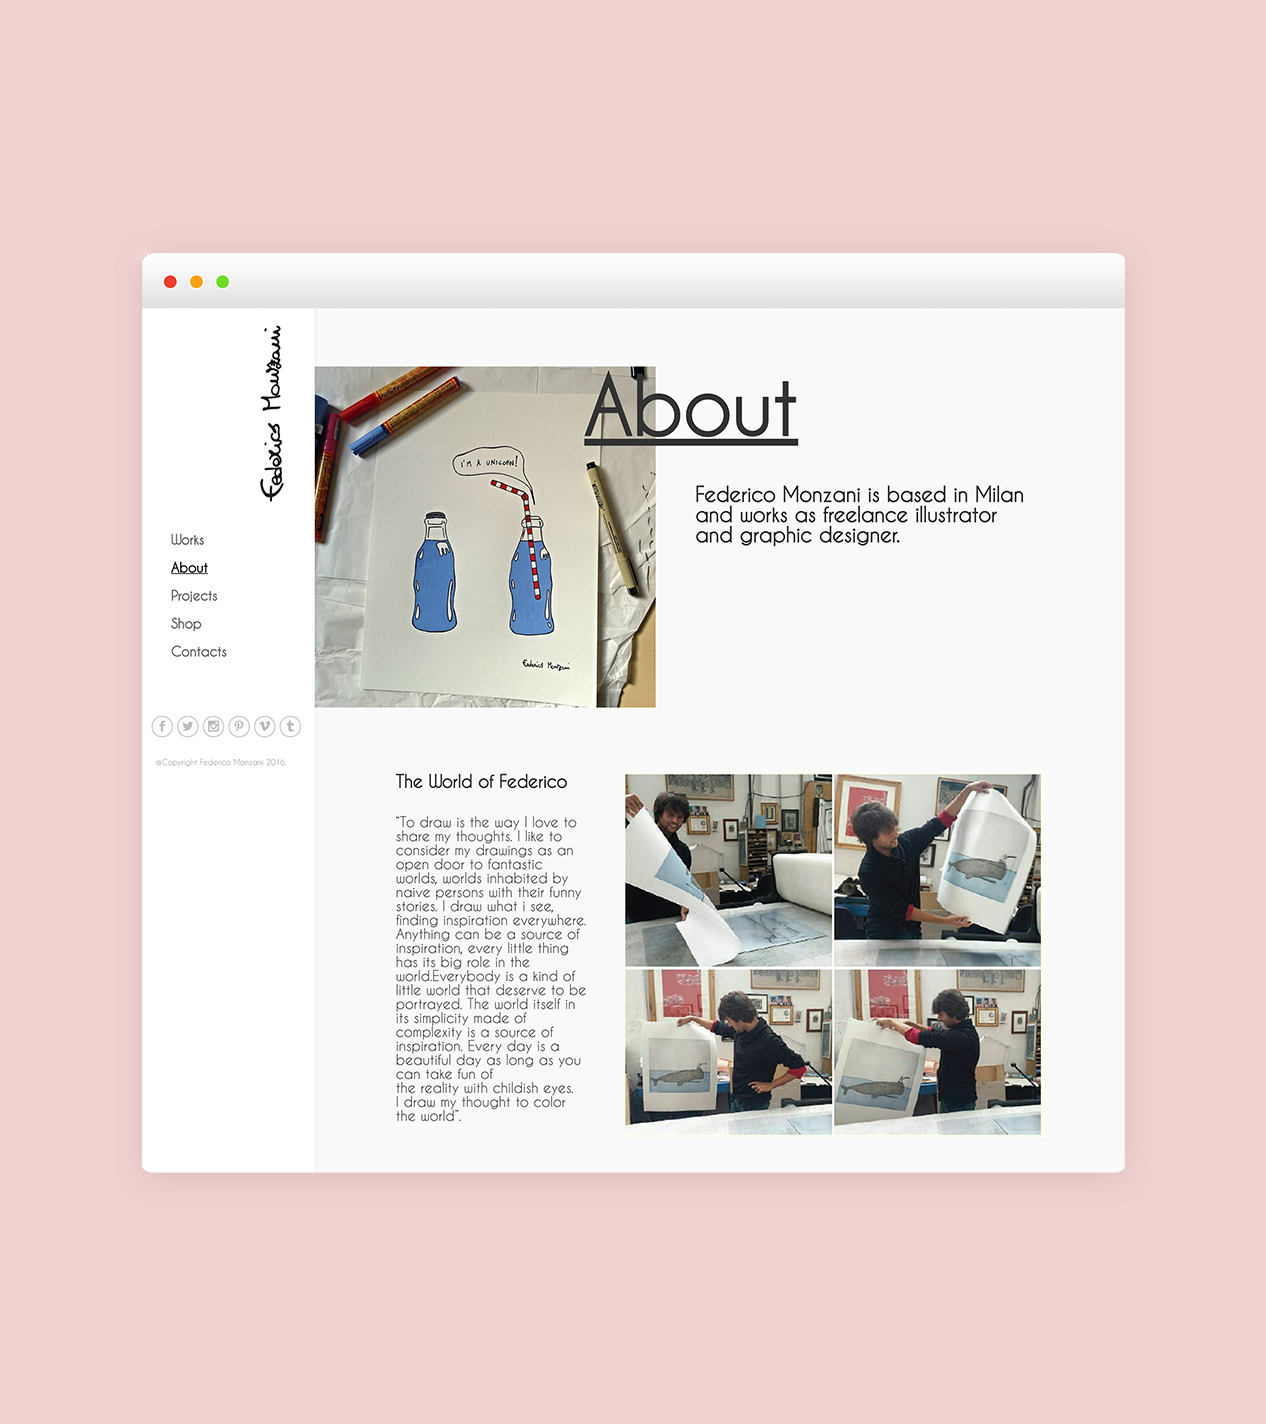 Federico Monzani
Works
About
Projects
Shop
Contacts
@Copyright Federico Monzani 2016.
About
I'M A UNICORN!
Federico Monzani
Federico Monzani is based in Milan
and works as freelance illustrator
and graphic designer.
The World of Federico
"To draw is the way I love to
share my thoughts. I like to
consider my drawings as an
open door to fantastic
worlds, worlds inhabited by
naive persons with their funny
stories. I draw what i see,
finding inspiration everywhere.
Anything can be a source of
inspiration, every little thing
has its big role in the
world.Everybody is a kind of
little world that deserve to be
portrayed. The world itself in
its simplicity made of
complexity is a source of
inspiration. Every day is a
beautiful day as long as you
can take fun of
the reality with childish eyes.
I draw my thought to color
the world".